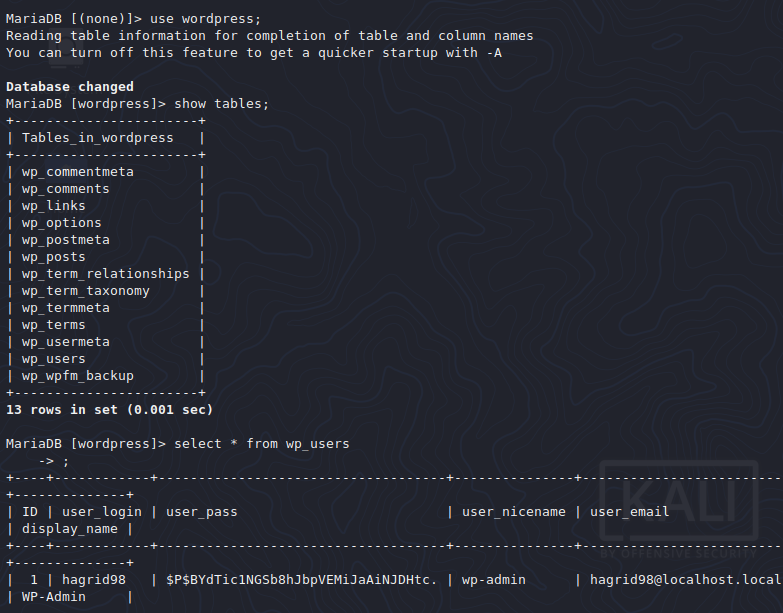 MariaDB [(none)]> use wordpress;
Reading table information for completion of table and column names
You can turn off this feature to get a quicker startup with -A
Database changed
MariaDB [wordpress]> show tables;
+-----------------------+
| Tables_in_wordpress   |
+-----------------------+
| wp_commentmeta        |
| wp_comments           |
| wp_links              |
| wp_options            |
| wp_postmeta           |
| wp_posts              |
| wp_term_relationships |
| wp_term_taxonomy      |
| wp_termmeta           |
| wp_terms              |
| wp_usermeta           |
| wp_users              |
| wp_wpfm_backup        |
+-----------------------+
13 rows in set (0.001 sec)
MariaDB [wordpress]> select * from wp_users
    -> ;
+----+------------+------------------------------------+---------------+-------------------------
+--------------+
| ID | user_login | user_pass                          | user_nicename | user_email
| display_name |
+----+------------+------------------------------------+---------------+-------------------------
+--------------+
|  1 | hagrid98   | $P$BYdTic1NGSb8hJbpVEMiJaAiNJDHtc. | wp-admin      | hagrid98@localhost.local
| WP-Admin     |
KALI
BY OFFENSIVE SECURITY